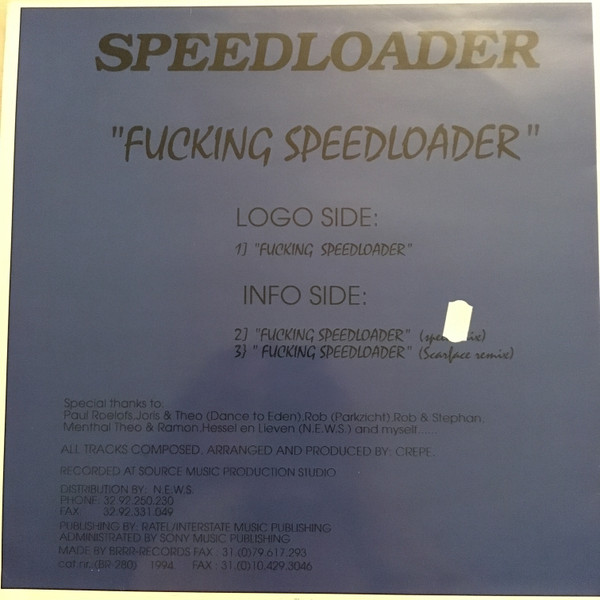 SPEEDLOADER
"FUCKING SPEEDLOADER"
LOGO SIDE:
1] "FUCKING SPEEDLOADER"
INFO SIDE:
2] "FUCKING SPEEDLOADER"
3} " FUCKING SPEEDLOADER" (Scarface remix)
Special thanks to:
Paul Roelofs,Joris & Theo (Dance to Eden),Rob (Parkzicht),Rob & Stephan,
Menthal Theo & Ramon,Hessel en Lieven (N.E.W.S.) and myself......
ALL TRACKS COMPOSED, ARRANGED AND PRODUCED BY: CREPE.
RECORDED AT SOURCE MUSIC PRODUCTION STUDIO
DISTRIBUTION BY: N.E.W.S.
PHONE: 32.92.250.230
FAX: 32.92.331.049
PUBLISHING BY: RATEL/INTERSTATE MUSIC PUBLISHING
ADMINISTRATED BY SONY MUSIC PUBLISHING
MADE BY BRRR-RECORDS FAX : 31.(0)79.617.293
cat.nr.:(BR-280) 1994 FAX : 31.(0)10.429.3046